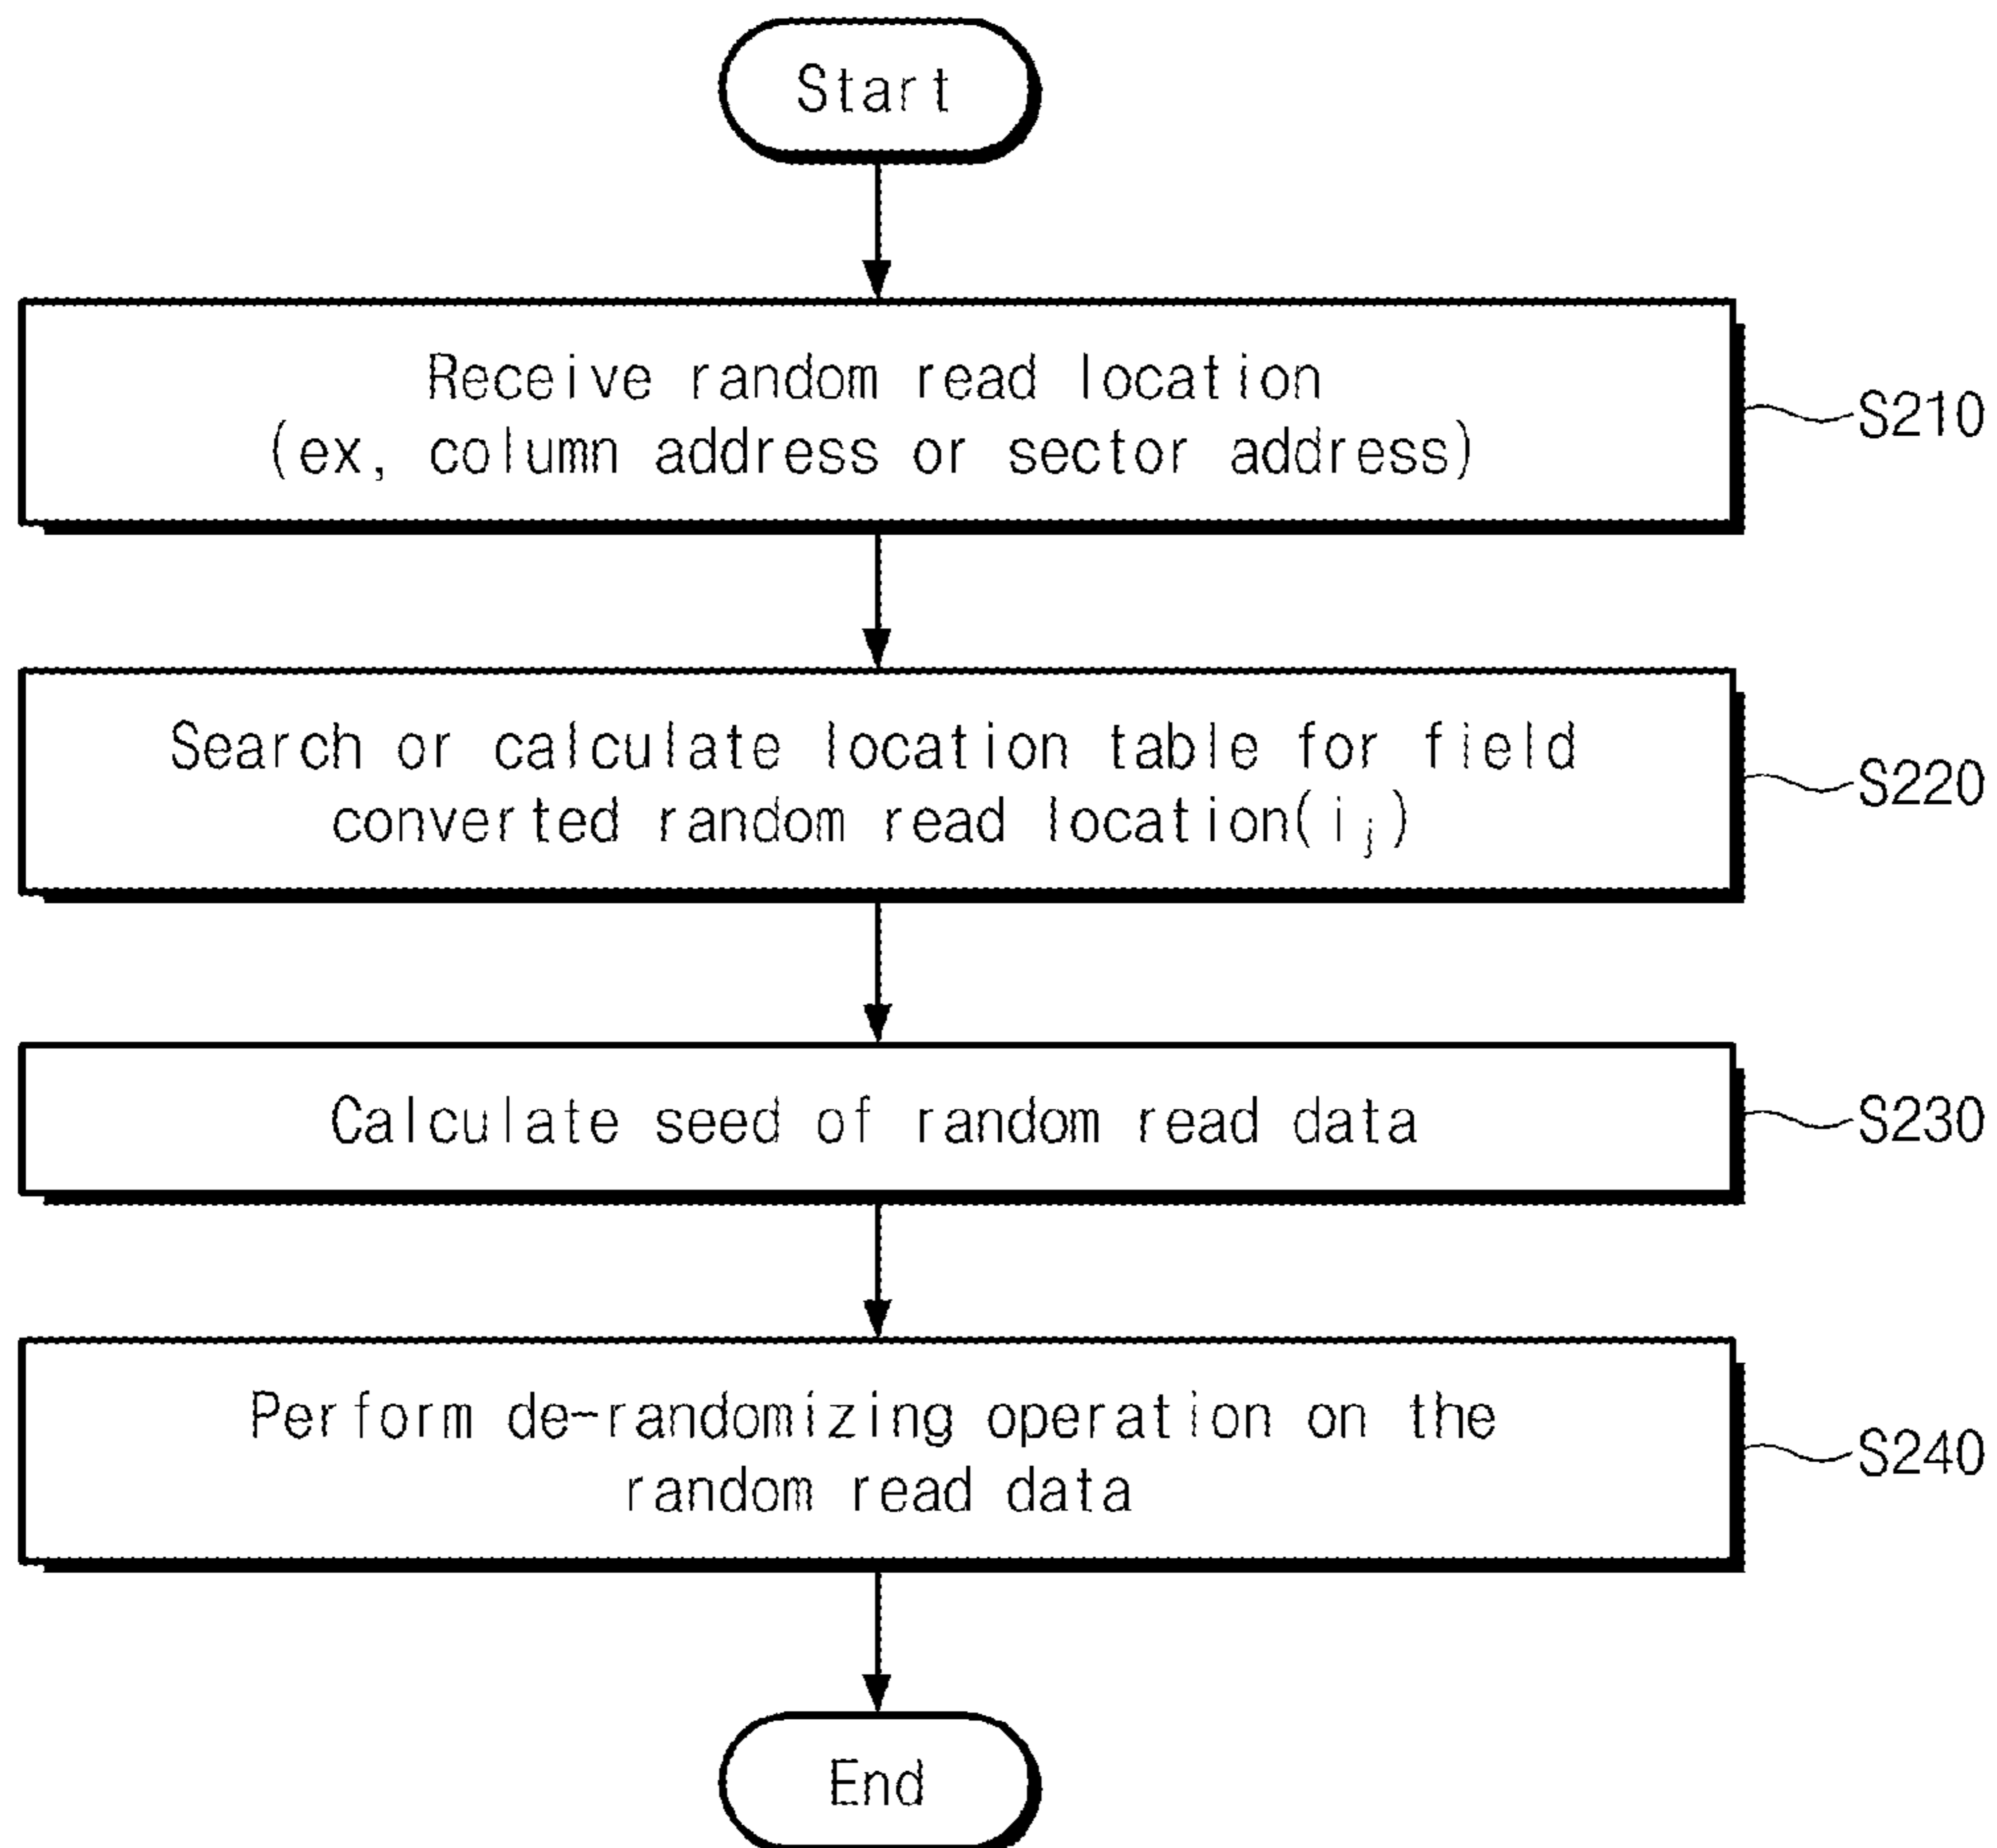 Start
Receive random read location
(ex, column address or sector address)
S210
Search or calculate location table for field
converted random read location(i_j)
S220
Calculate seed of random read data
S230
Perform de-randomizing operation on the
random read data
S240
End